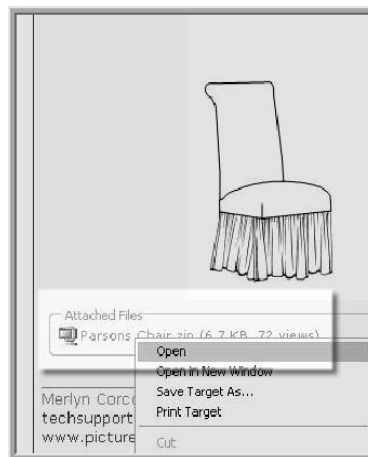 Attached Files
Parsons Chair.zip (6.7 KB, 72 views)
Open
Open in New Window
Save Target As...
Print Target
Cut
Merlyn Corco
techsupport
www.picture